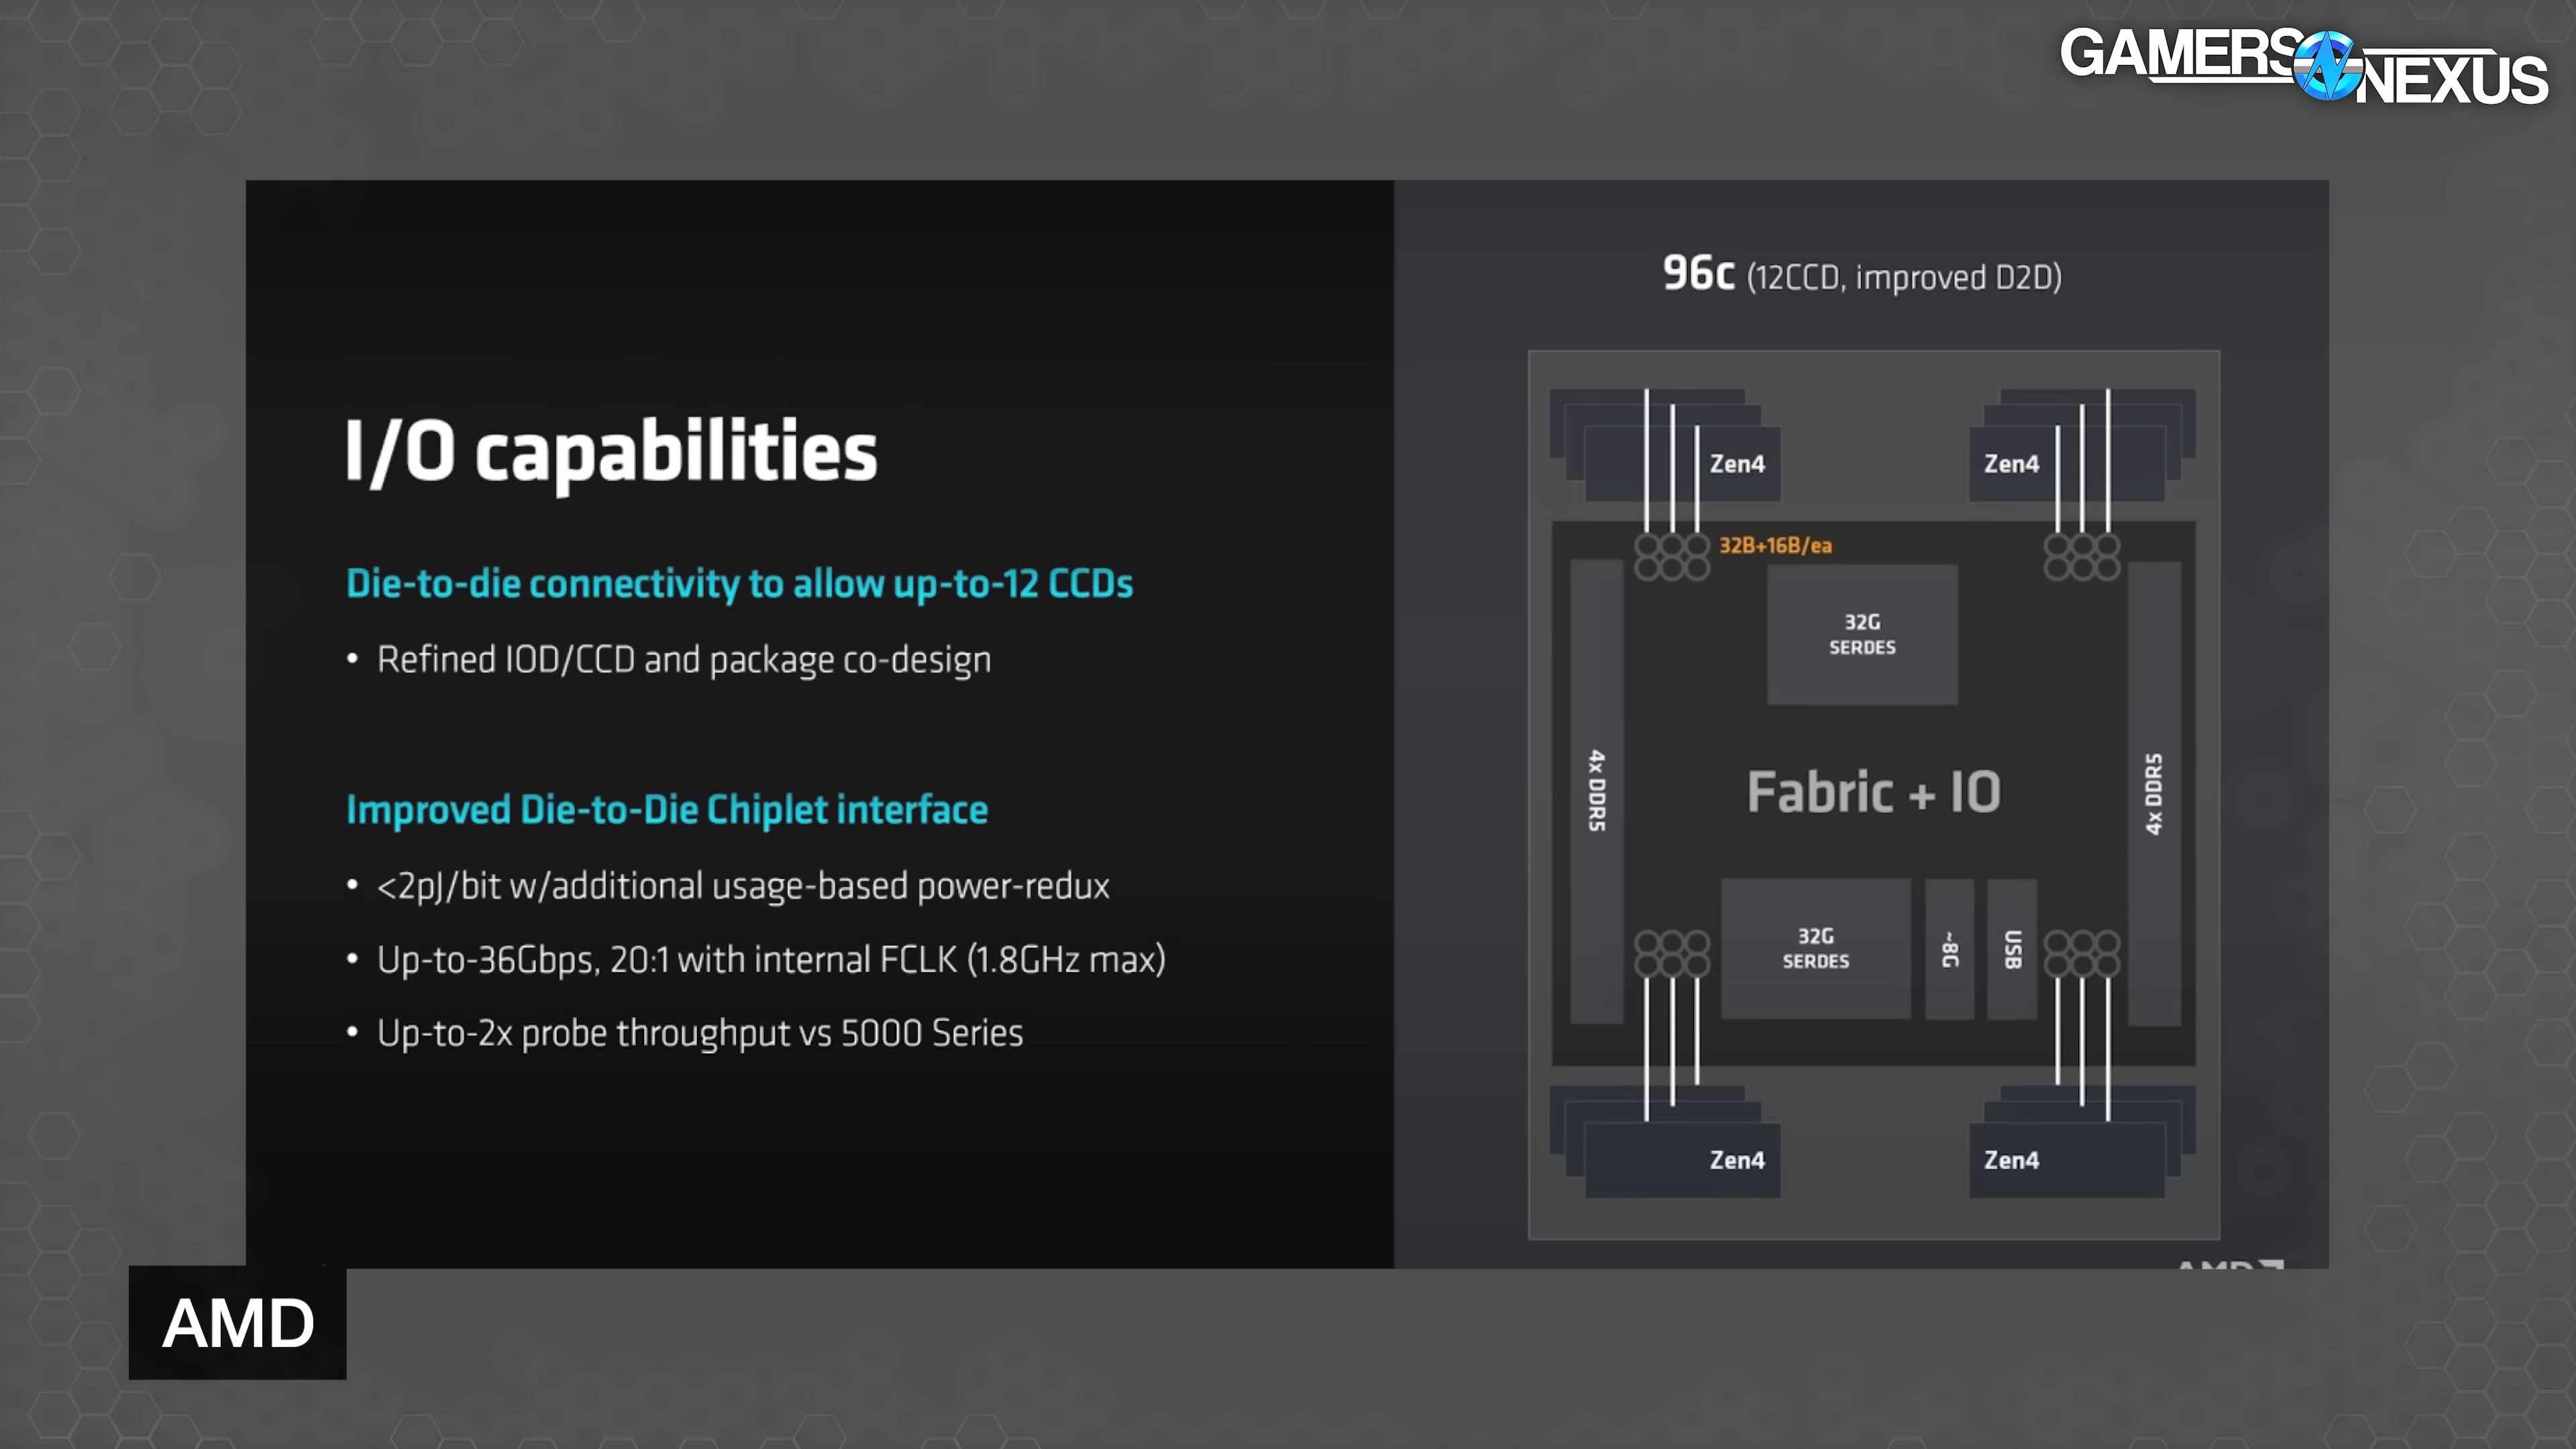 GAMERS NEXUS
I/O capabilities
Die-to-die connectivity to allow up-to-12 CCDs
• Refined IOD/CCD and package co-design
Improved Die-to-Die Chiplet interface
• <2pJ/bit w/additional usage-based power-redux
• Up-to-36Gbps, 20:1 with internal FCLK (1.8GHz max)
• Up-to-2x probe throughput vs 5000 Series
96c (12CCD, improved D2D)
Zen4
Zen4
32B+16B/ea
32G
SERDES
4x DDR5
Fabric + IO
4x DDR5
32G
SERDES
~8G
USB
Zen4
Zen4
AMD
AMD